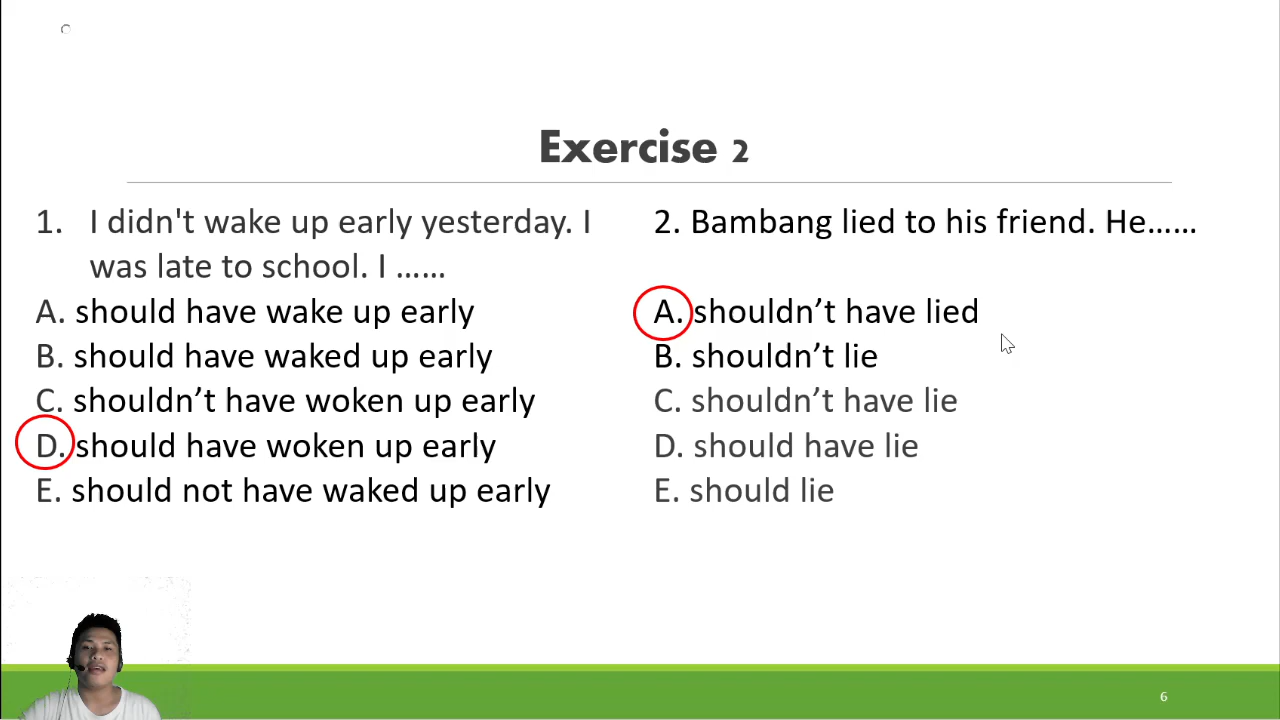 Exercise 2
1. I didn't wake up early yesterday. I
was late to school. I ……
A. should have wake up early
B. should have waked up early
C. shouldn’t have woken up early
D. should have woken up early
E. should not have waked up early
2. Bambang lied to his friend. He……
A. shouldn’t have lied
B. shouldn’t lie
C. shouldn’t have lie
D. should have lie
E. should lie
6